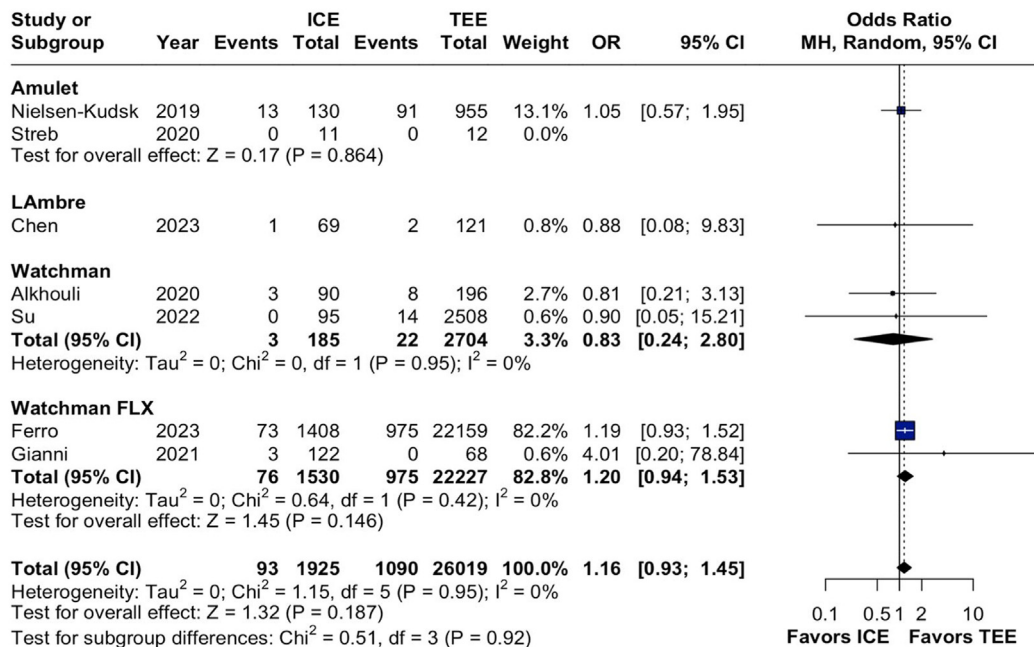 Study or ICE TEE Odds Ratio
Subgroup Year Events Total Events Total Weight OR 95% CI MH, Random, 95% CI
Amulet
Nielsen-Kudsk 2019 13 130 91 955 13.1% 1.05 [0.57; 1.95]
Streb 2020 0 11 0 12 0.0%
Test for overall effect: Z = 0.17 (P = 0.864)
LAmbre
Chen 2023 1 69 2 121 0.8% 0.88 [0.08; 9.83]
Watchman
Alkhouli 2020 3 90 8 196 2.7% 0.81 [0.21; 3.13]
Su 2022 0 95 14 2508 0.6% 0.90 [0.05; 15.21]
Total (95% CI) 3 185 22 2704 3.3% 0.83 [0.24; 2.80]
Heterogeneity: Tau² = 0; Chi² = 0, df = 1 (P = 0.95); I² = 0%
Watchman FLX
Ferro 2023 73 1408 975 22159 82.2% 1.19 [0.93; 1.52]
Gianni 2021 3 122 0 68 0.6% 4.01 [0.20; 78.84]
Total (95% CI) 76 1530 975 22227 82.8% 1.20 [0.94; 1.53]
Heterogeneity: Tau² = 0; Chi² = 0.64, df = 1 (P = 0.42); I² = 0%
Test for overall effect: Z = 1.45 (P = 0.146)
Total (95% CI) 93 1925 1090 26019 100.0% 1.16 [0.93; 1.45]
Heterogeneity: Tau² = 0; Chi² = 1.15, df = 5 (P = 0.95); I² = 0%
Test for overall effect: Z = 1.32 (P = 0.187) 0.1 0.5 1 2 10
Test for subgroup differences: Chi² = 0.51, df = 3 (P = 0.92) Favors ICE Favors TEE